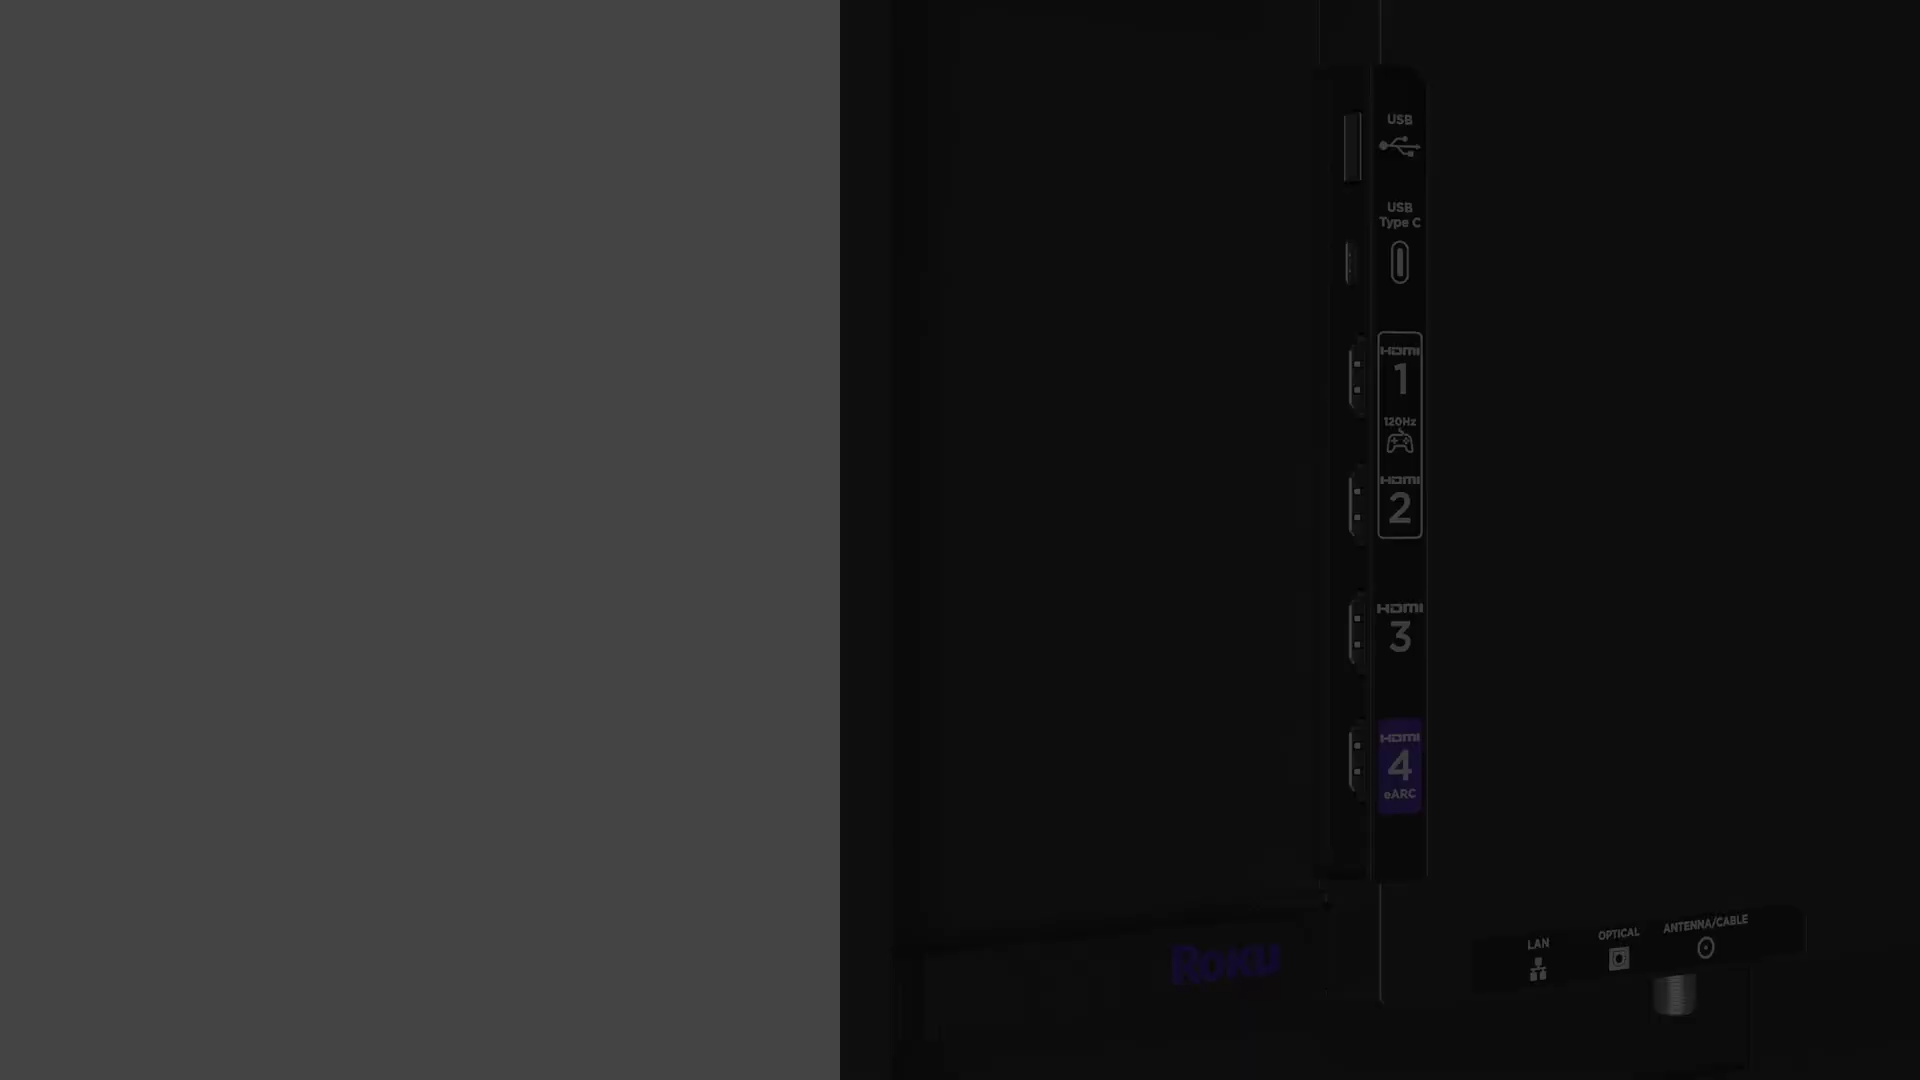 USB
USB
Type C
HDMI
1
120Hz
HDMI
2
HDMI
3
HDMI
4
eARC
Roku
LAN
OPTICAL
ANTENNA/CABLE